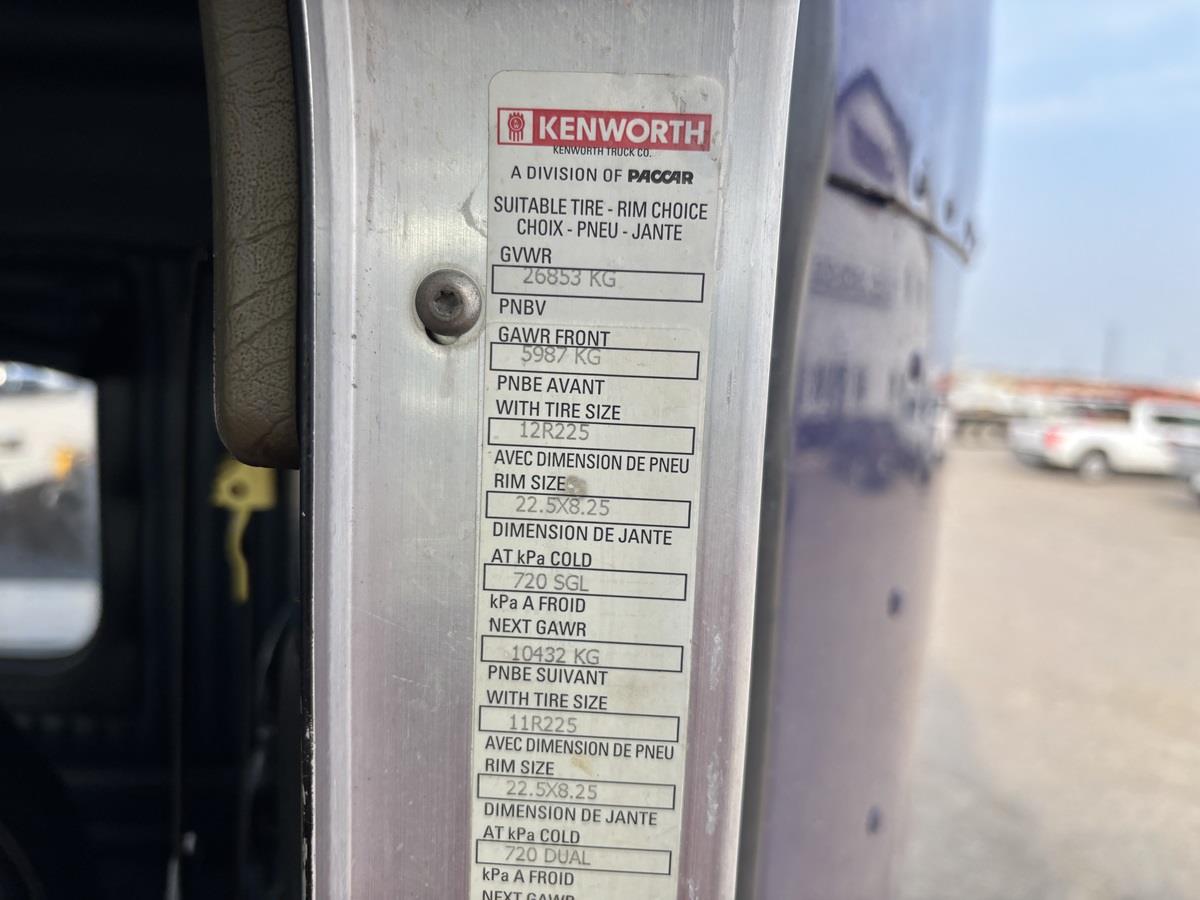 KENWORTH
KENWORTH TRUCK CO.
A DIVISION OF PACCAR
SUITABLE TIRE - RIM CHOICE
CHOIX - PNEU - JANTE
GVWR
26853 KG
PNBV
GAWR FRONT
5987 KG
PNBE AVANT
WITH TIRE SIZE
12R225
AVEC DIMENSION DE PNEU
RIM SIZE
22.5X8.25
DIMENSION DE JANTE
AT kPa COLD
720 SGL
kPa A FROID
NEXT GAWR
10432 KG
PNBE SUIVANT
WITH TIRE SIZE
11R225
AVEC DIMENSION DE PNEU
RIM SIZE
22.5X8.25
DIMENSION DE JANTE
AT kPa COLD
720 DUAL
kPa A FROID
NEXT GAWR